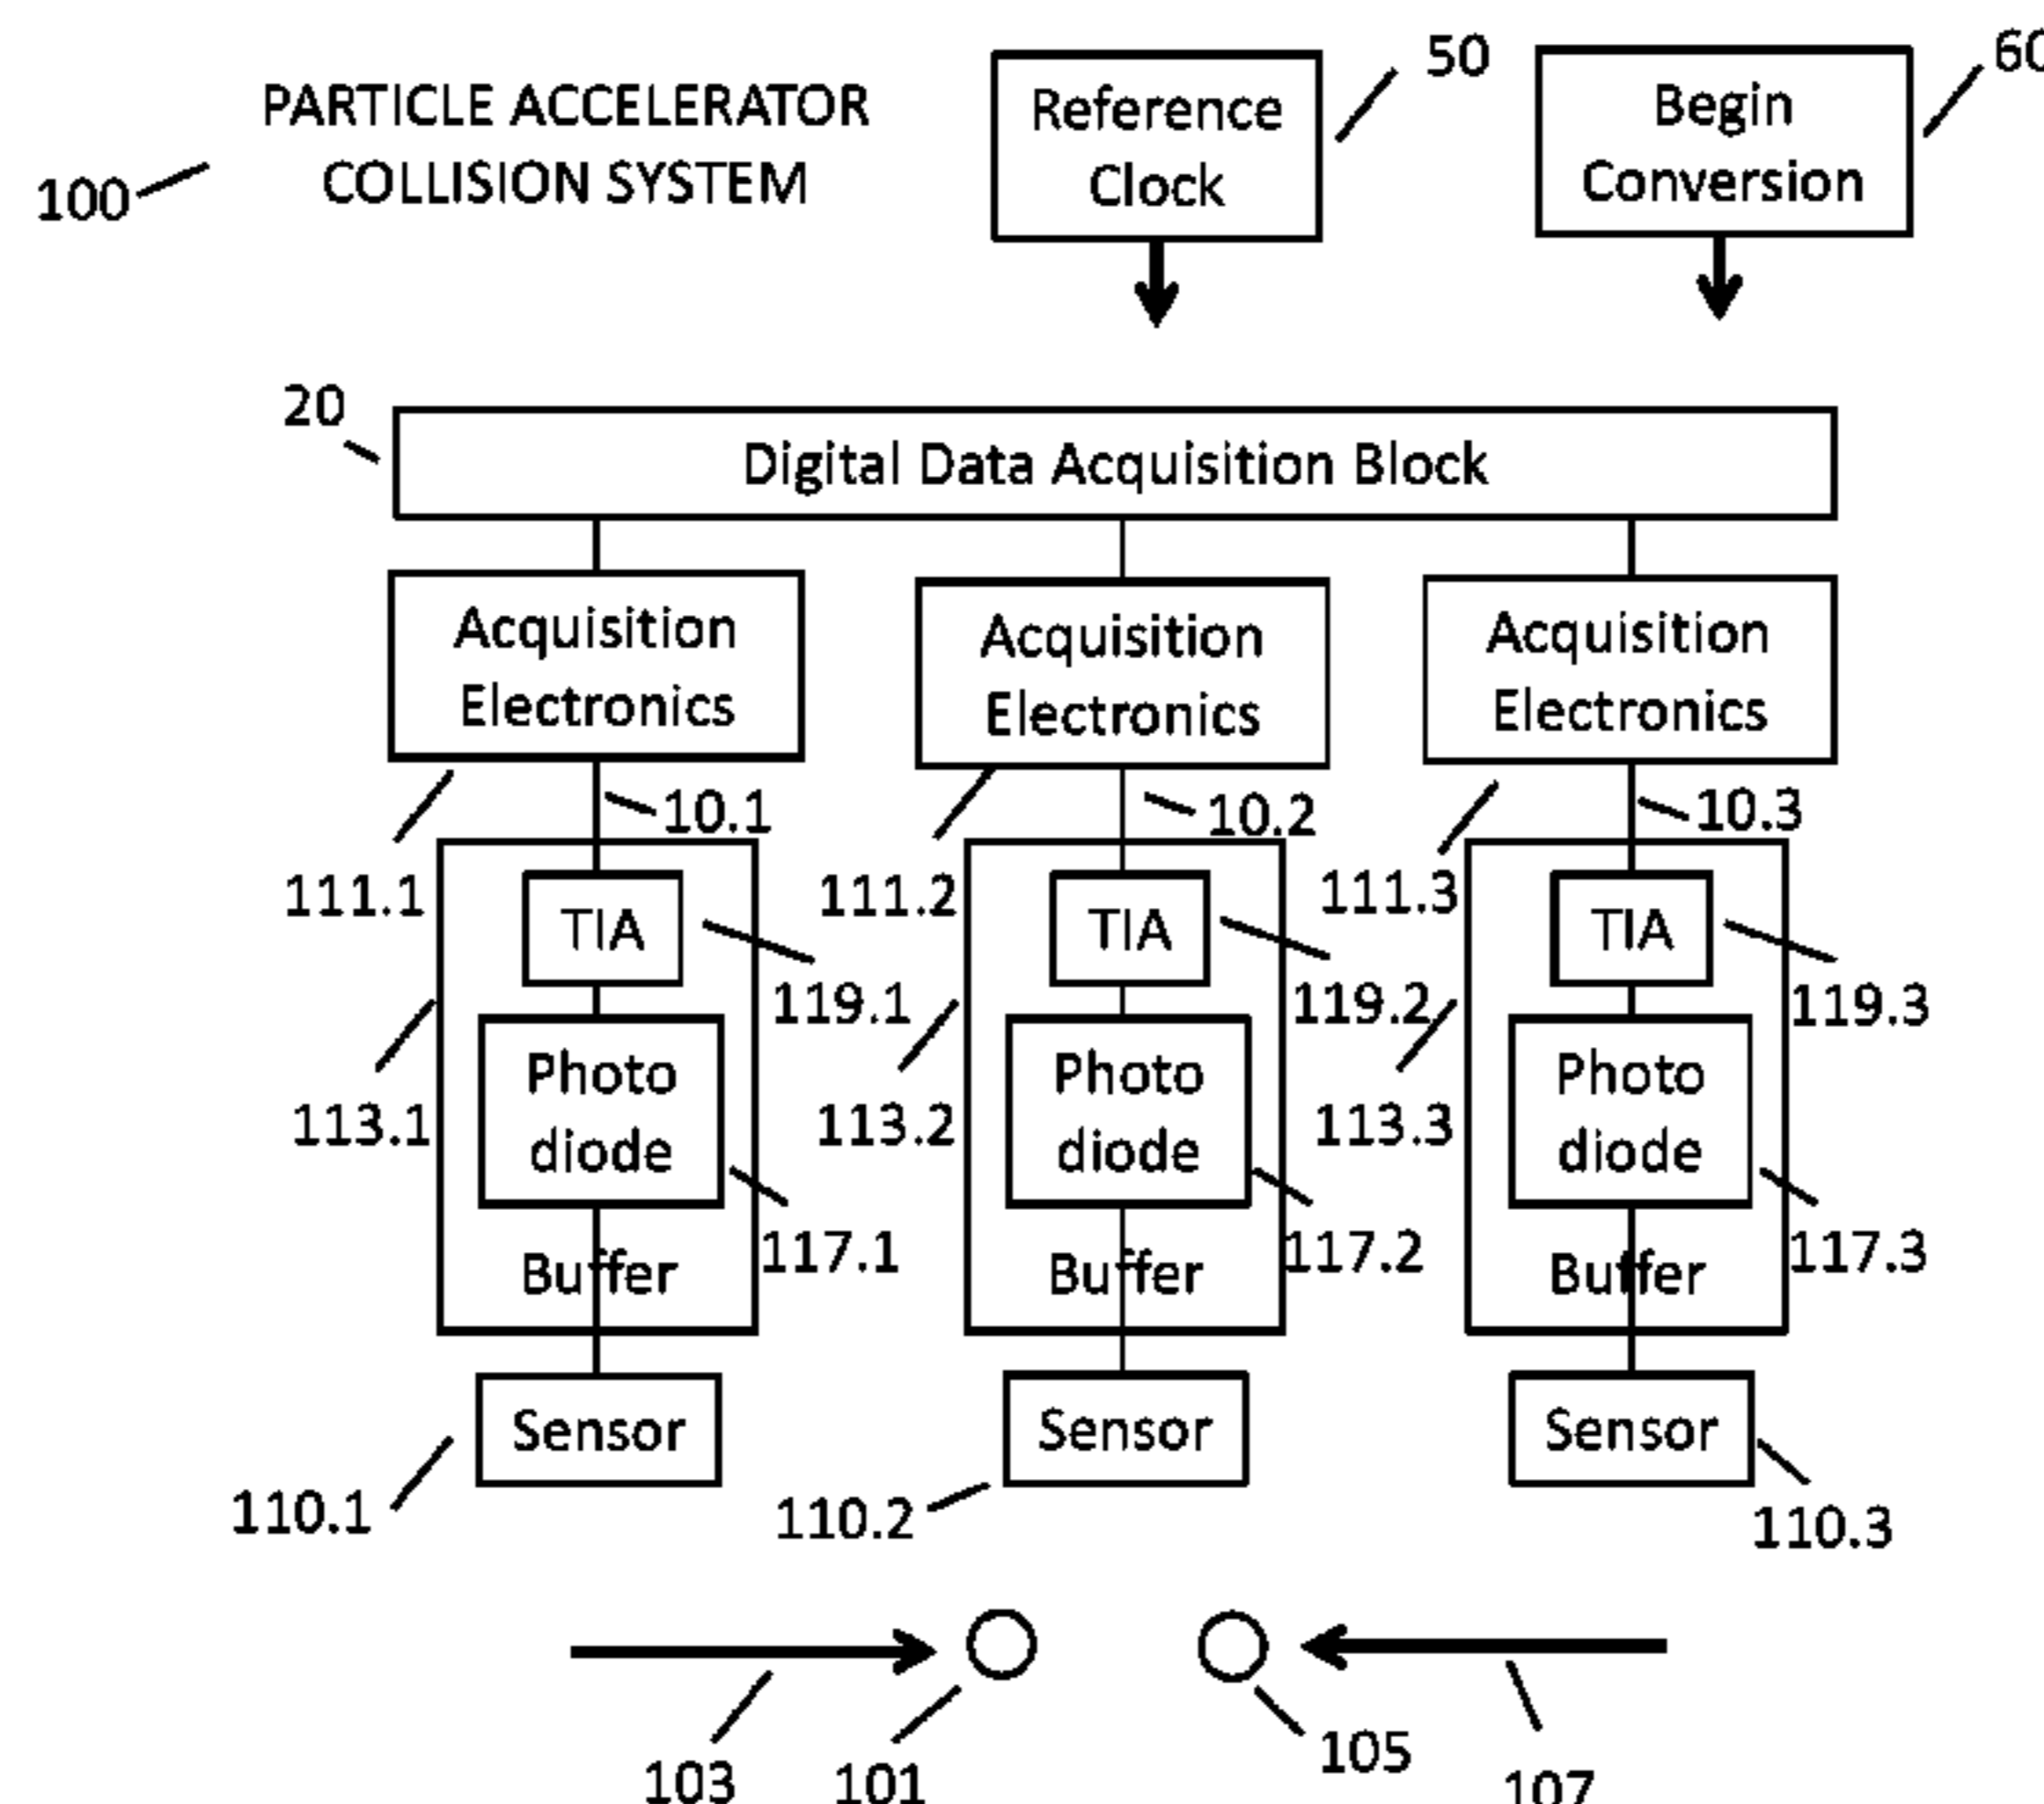 PARTICLE ACCELERATOR
COLLISION SYSTEM
100
Reference
Clock
50
Begin
Conversion
60
20
Digital Data Acquisition Block
Acquisition
Electronics
Acquisition
Electronics
Acquisition
Electronics
10.1
10.2
10.3
111.1
111.2
111.3
TIA
TIA
TIA
119.1
119.2
119.3
113.1
113.2
113.3
Photo
diode
Photo
diode
Photo
diode
117.1
117.2
117.3
Buffer
Buffer
Buffer
Sensor
Sensor
Sensor
110.1
110.2
110.3
103
101
105
107